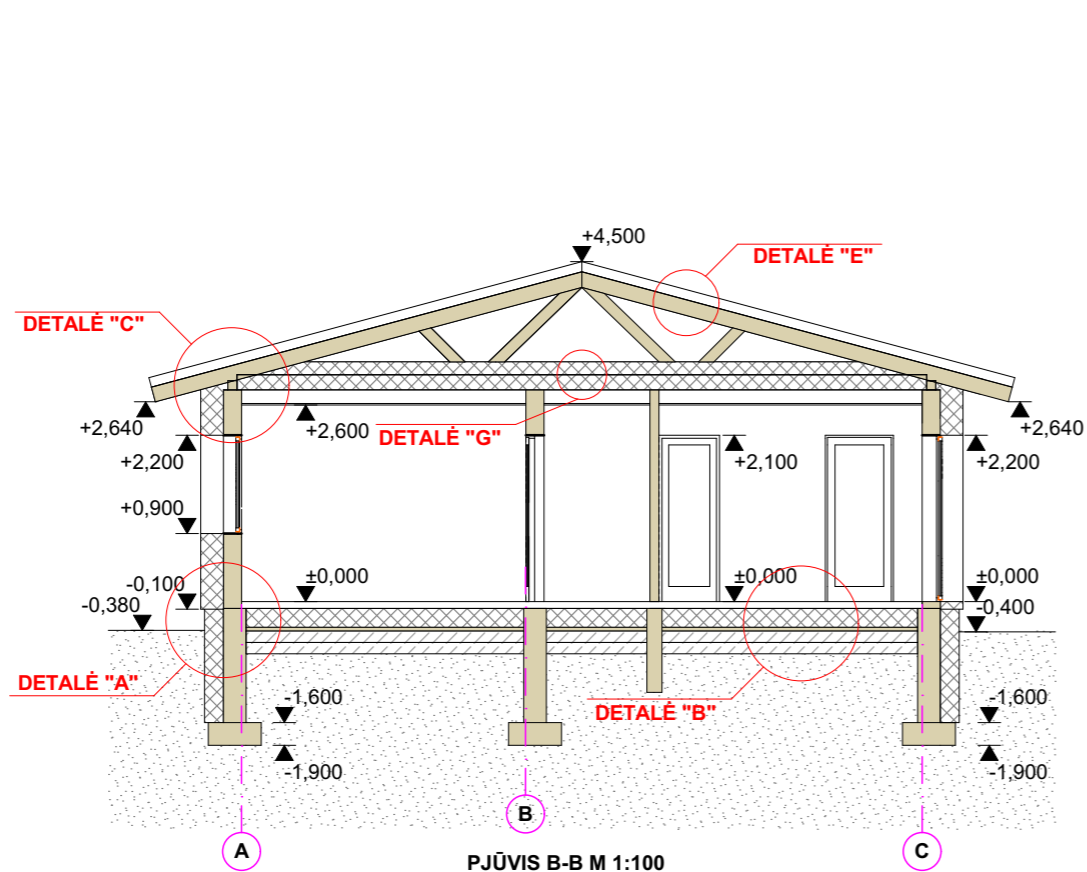 +4,500
DETALĖ "E"
DETALĖ "C"
+2,640
+2,600
DETALĖ "G"
+2,640
+2,200
+2,100
+2,200
+0,900
-0,100
±0,000
±0,000
±0,000
-0,380
-0,400
DETALĖ "A"
-1,600
DETALĖ "B"
-1,600
-1,900
-1,900
B
A
C
PJŪVIS B-B M 1:100